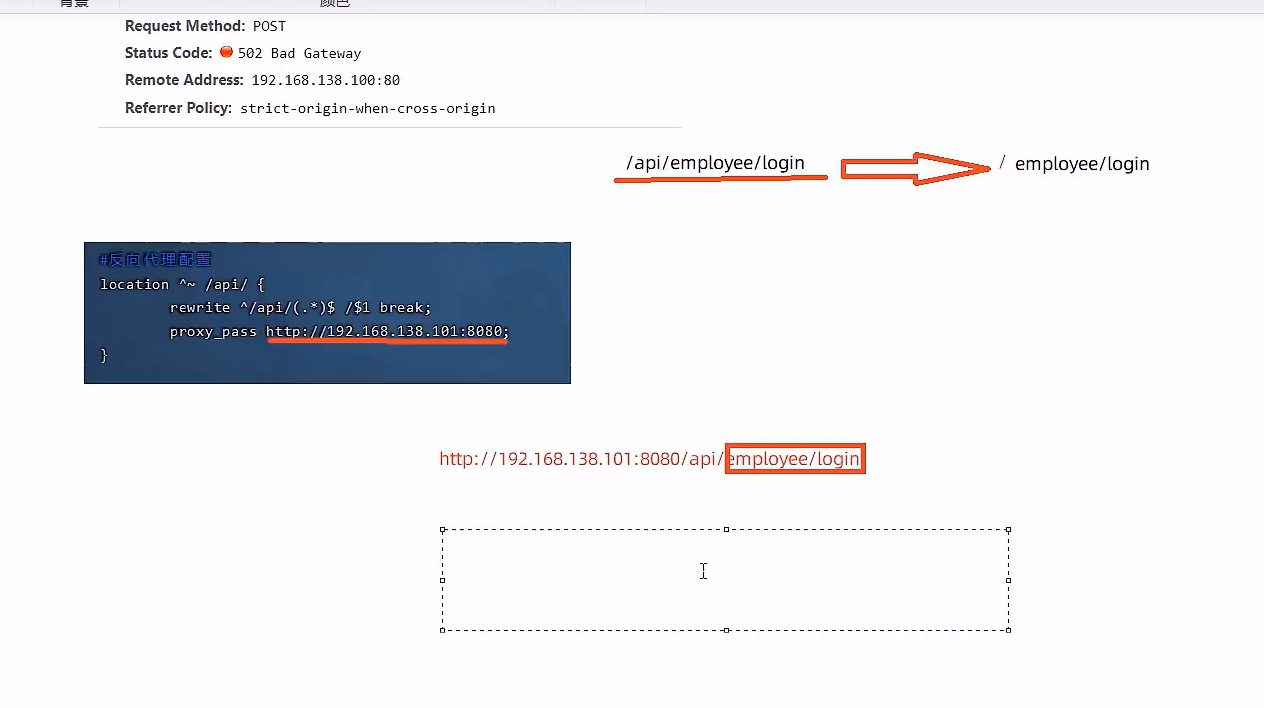 背景
颜色
Request Method: POST
Status Code: 502 Bad Gateway
Remote Address: 192.168.138.100:80
Referrer Policy: strict-origin-when-cross-origin
/api/employee/login / employee/login
#反向代理配置
location ^~ /api/ {
rewrite ^/api/(.*)$ /$1 break;
proxy_pass http://192.168.138.101:8080;
}
http://192.168.138.101:8080/api/employee/login